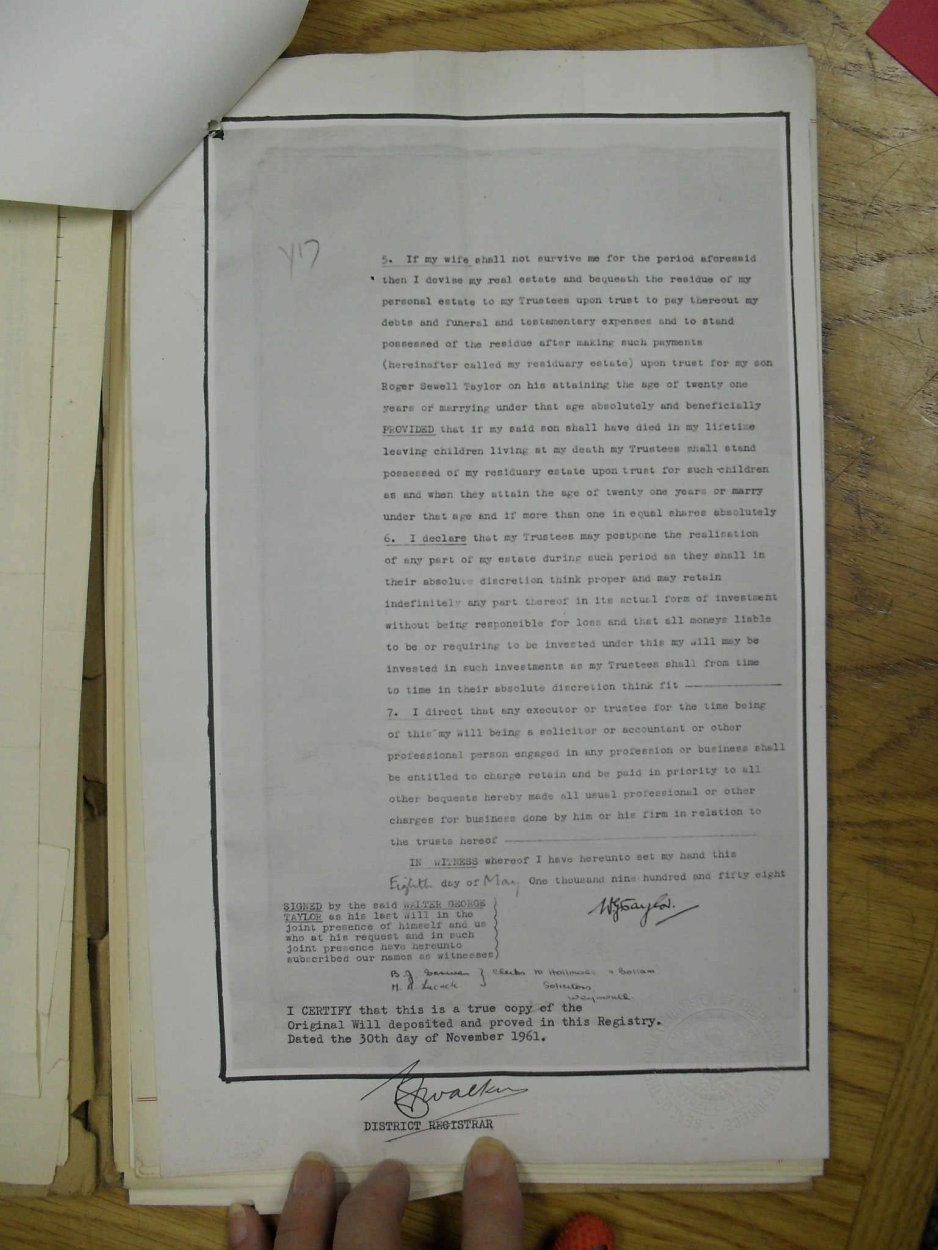 5. If my wife shall not survive me for the period aforesaid
then I devise my real estate and bequeath the residue of my
personal estate to my Trustees upon trust to pay thereout my
debts and funeral and testamentary expenses and to stand
possessed of the residue after making such payments
(hereinafter called my residuary estate) upon trust for my son
Roger Sewell Taylor on his attaining the age of twenty one
years or marrying under that age absolutely and beneficially
PROVIDED that if my said son shall have died in my lifetime
leaving children living at my death my Trustees shall stand
possessed of my residuary estate upon trust for such children
as and when they attain the age of twenty one years or marry
under that age and if more than one in equal shares absolutely
6. I declare that my Trustees may postpone the realisation
of any part of my estate during such period as they shall in
their absolute discretion think proper and may retain
indefinitely any part thereof in its actual form of investment
without being responsible for loss and that all moneys liable
to be or requiring to be invested under this my will may be
invested in such investments as my Trustees shall from time
to time in their absolute discretion think fit
7. I direct that any executor or trustee for the time being
of this my will being a solicitor or accountant or other
professional person engaged in any profession or business shall
be entitled to charge retain and be paid in priority to all
other bequests hereby made all usual professional or other
charges for business done by him or his firm in relation to
the trusts hereof
IN WITNESS whereof I have hereunto set my hand this
Eighth day of May One thousand nine hundred and fifty eight
SIGNED by the said WALTER GEORGE
TAYLOR as his last Will in the
joint presence of himself and us
who at his request and in such
joint presence have hereunto
subscribed our names as witnesses
WGTaylor.
B. J. Clerks to & Bollam
M. A. Solicitors
Weymouth
I CERTIFY that this is a true copy of the
Original Will deposited and proved in this Registry.
Dated the 30th day of November 1961.
Walker
DISTRICT REGISTRAR